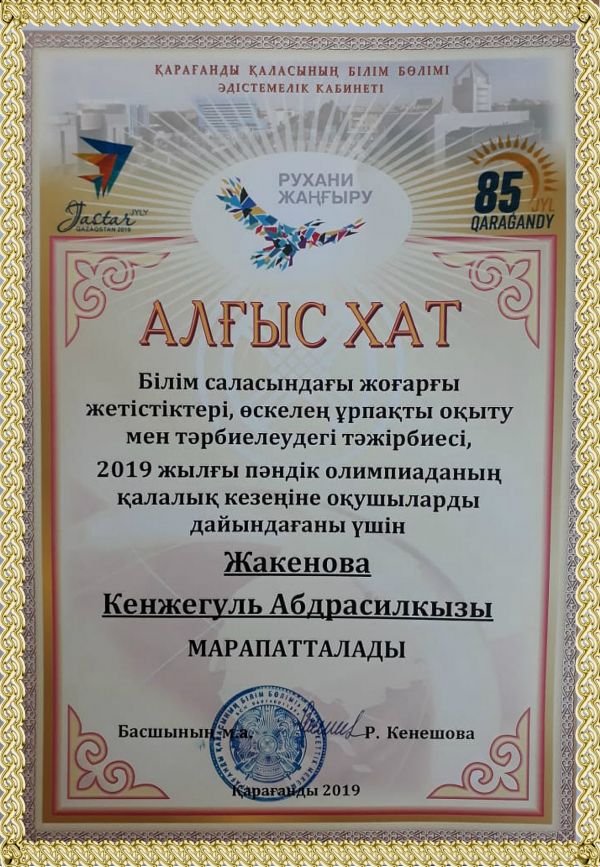 ҚАРАҒАНДЫ ҚАЛАСЫНЫҢ БІЛІМ БӨЛІМІ
ӘДІСТЕМЕЛІК КАБИНЕТІ
Jastar JYLY
QAZAQSTAN 2019
РУХАНИ
ЖАҢҒЫРУ
85 JYL
QARAǴANDY
АЛҒЫС ХАТ
Білім саласындағы жоғарғы
жетістіктері, өскелең ұрпақты оқыту
мен тәрбиелеудегі тәжірбиесі,
2019 жылғы пәндік олимпиаданың
қалалық кезеңіне оқушыларды
дайындағаны үшін
Жакенова
Кенжегуль Абдрасилкызы
МАРАПАТТАЛАДЫ
Басшының м.а.
Р. Кенешова
Қарағанды 2019